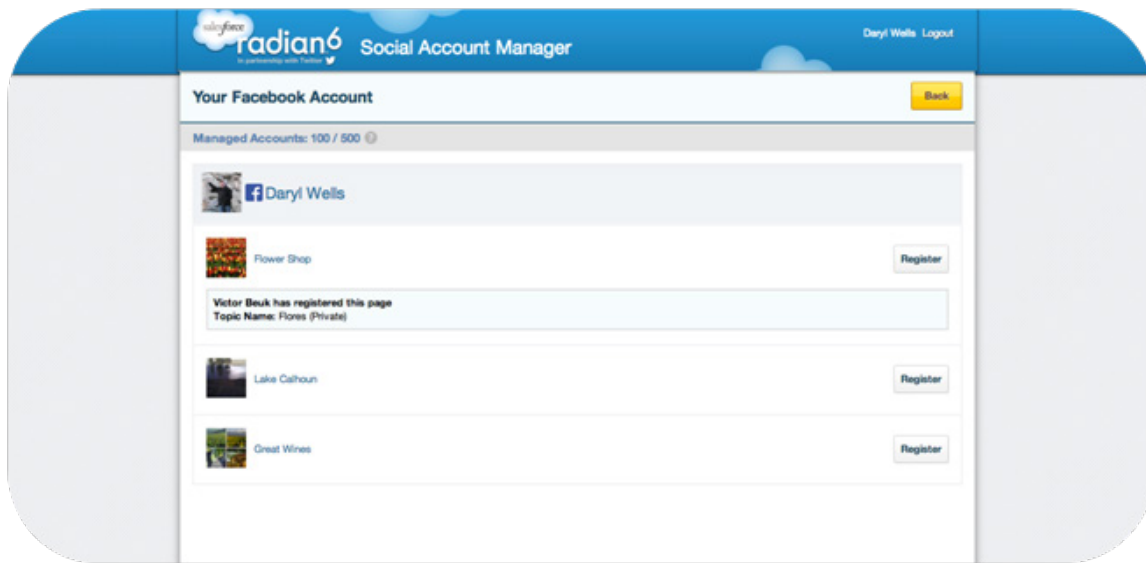 salesforce
radian6
in partnership with Twitter
Social Account Manager
Daryl Wells Logout
Your Facebook Account
Back
Managed Accounts: 100 / 500 ?
f Daryl Wells
Flower Shop
Register
Victor Beuk has registered this page
Topic Name: Flores (Private)
Lake Calhoun
Register
Great Wines
Register